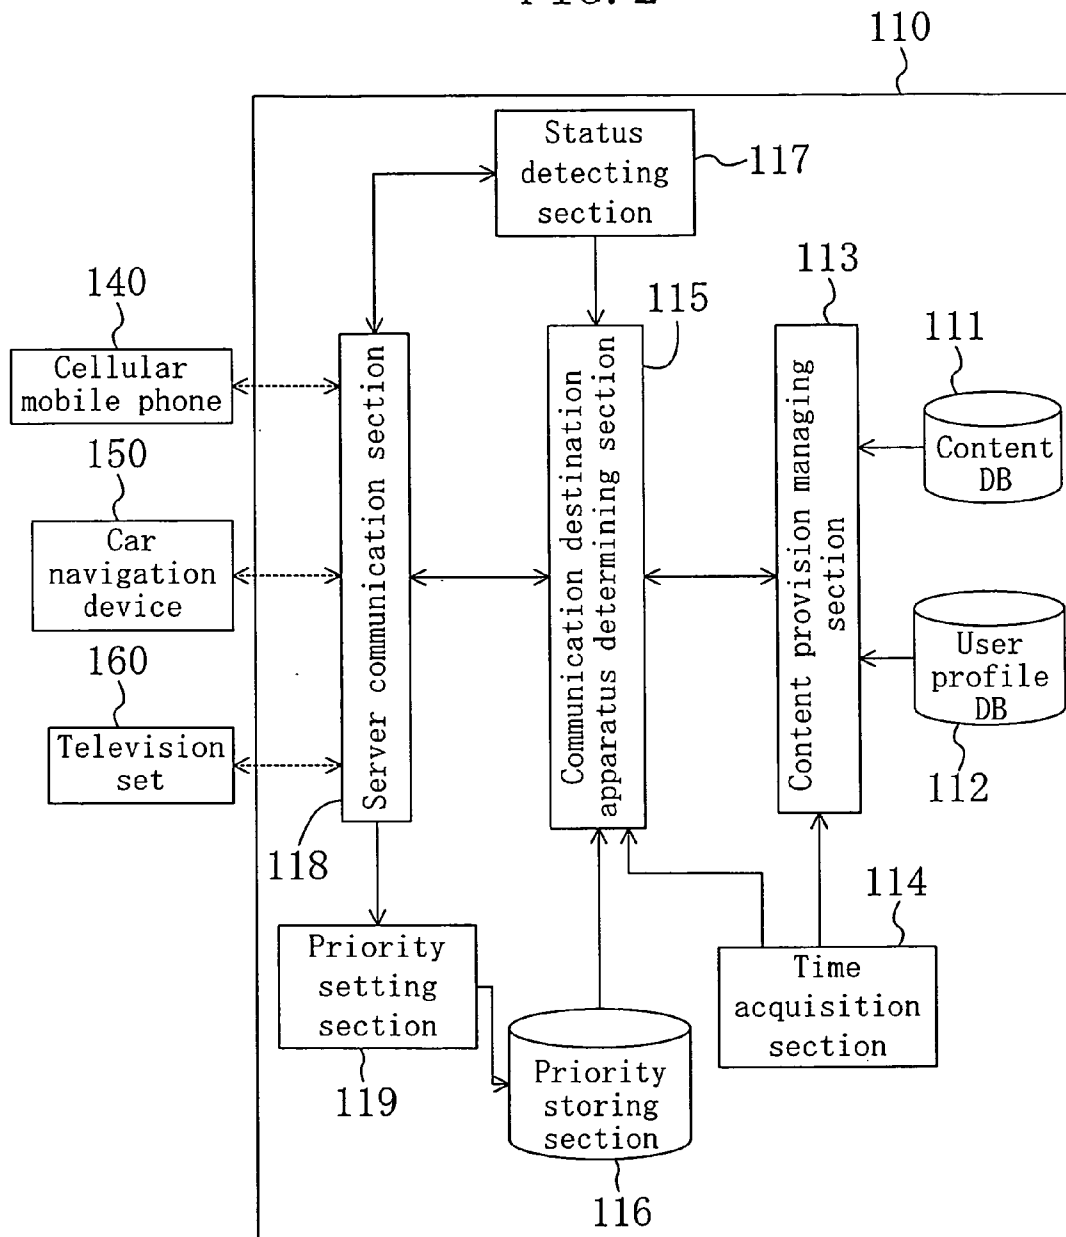 FIG. 2
110
Status
detecting
section
117
113
140
115
111
Cellular
mobile phone
Server communication section
Communication destination
apparatus determining section
Content provision managing
section
Content
DB
150
Car
navigation
device
160
User
profile
DB
Television
set
112
118
114
Priority
setting
section
Time
acquisition
section
119
Priority
storing
section
116